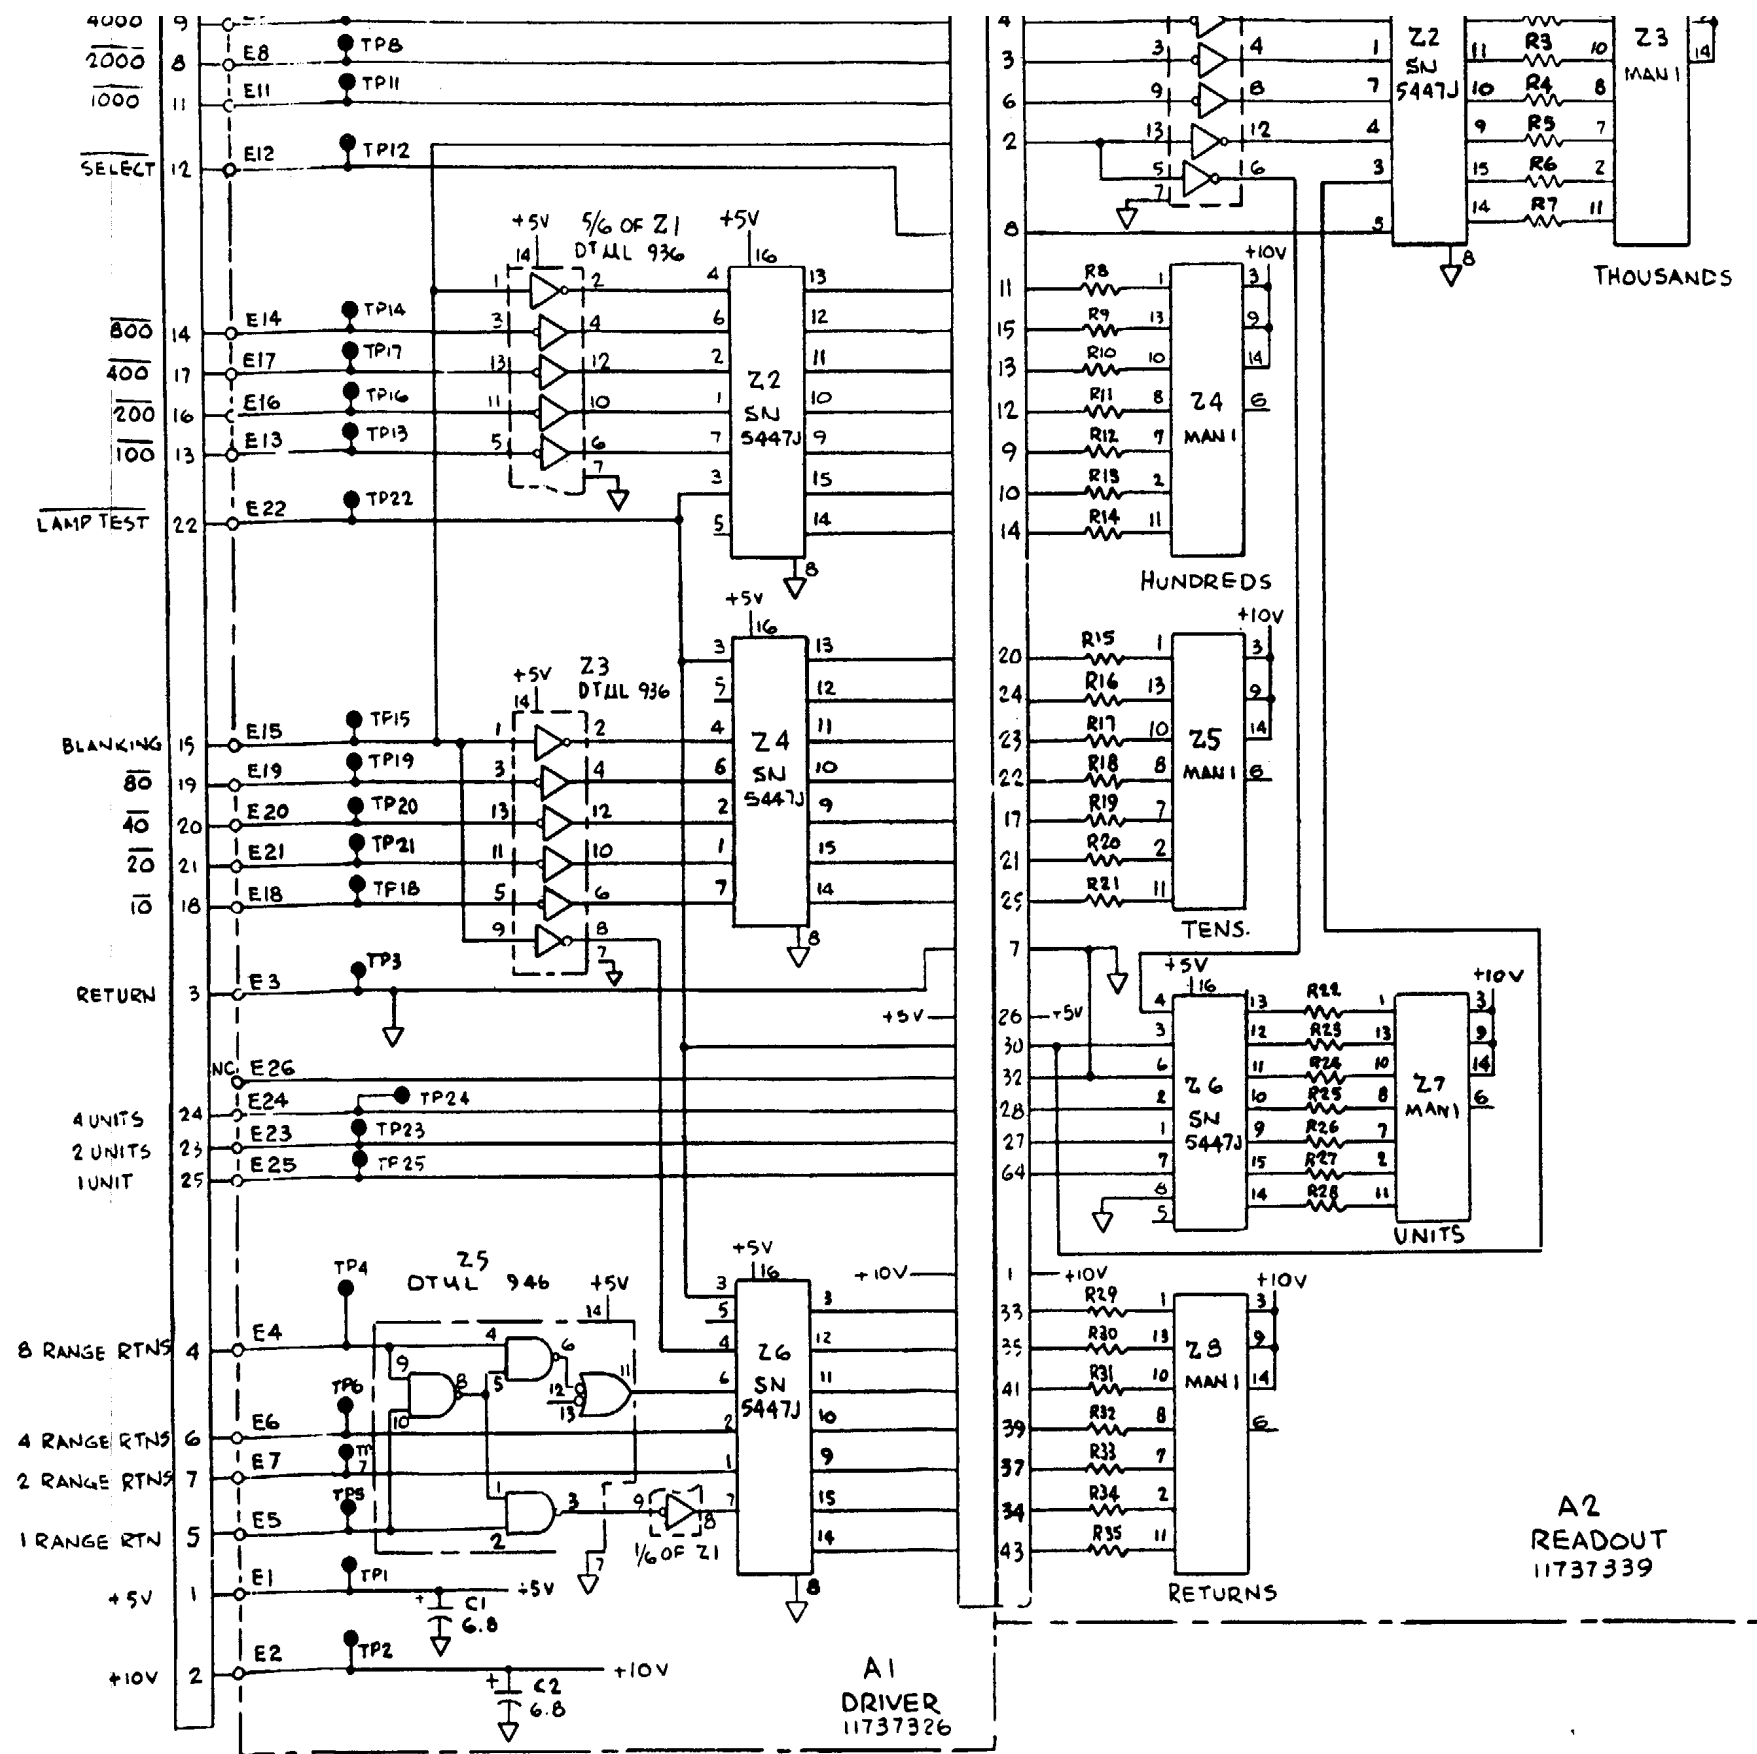 4000 9
2000 8 E8 TP8
1000 11 E11 TP11
SELECT 12 E12 TP12
+5V 5/6 OF Z1 +5V
14 DTML 936 16
1 2 4 13
800 14 E14 TP14 3 4 6 12
400 17 E17 TP17 13 12 2 11
200 16 E16 TP16 11 10 1 10
100 13 E13 TP13 5 6 7 9
7 3 15
Z2
SN
5447J
LAMP TEST 22 E22 TP22 5 14
8
+5V
16
3 13
+5V Z3
14 DTML 936 5 12
BLANKING 15 E15 TP15 1 2 4 11
80 19 E19 TP19 3 4 6 10
40 20 E20 TP20 13 12 2 9
20 21 E21 TP21 11 10 1 15
10 18 E18 TP18 5 6 7 14
Z4
SN
5447J
9 8 7 8
RETURN 3 E3 TP3
+5V
NC E26
4 UNITS 24 E24 TP24
2 UNITS 23 E23 TP23
1 UNIT 25 E25 TP25
Z5
DTML 946 +5V
14
+5V
16
+10V
TP4
3 3
5
8 RANGE RTNS 4 E4 4 5 6 9 10 8 11 12 13 4 12
TP6
6 11
Z6
SN
5447J
4 RANGE RTNS 6 E6 2 10
2 RANGE RTNS 7 E7 1 9
TP5
1 RANGE RTN 5 E5 1 2 3 9 8 7 15
14
1/6 OF Z1
7 8
+5V 1 E1 TP1 +5V
C1
6.8
+10V 2 E2 TP2 +10V
C2
6.8
A1
DRIVER
11737326
4
3 3 4 1 11 R3 10
6 9 8 7 10 R4 8
2 13 12 4 9 R5 7
5 6 3 15 R6 2
7 14 R7 11
8 5 8
Z2
SN
5447J
Z3
MAN 1
14
THOUSANDS
+10V
11 R8 1 3
15 R9 13 9
13 R10 10 14
12 R11 8 6
9 R12 7
10 R13 2
14 R14 11
Z4
MAN 1
HUNDREDS
+10V
20 R15 1 3
24 R16 13 9
23 R17 10 14
22 R18 8 6
17 R19 7
21 R20 2
25 R21 11
Z5
MAN 1
TENS.
7
+5V
16
+10V
26 +5V 4 13 R22 1 3
30 3 12 R23 13 9
32 6 11 R24 10 14
28 2 10 R25 8 6
27 1 9 R26 7
64 7 15 R27 2
8 14 R28 11
5
Z6
SN
5447J
Z7
MAN 1
UNITS
1 +10V +10V
33 R29 1 3
35 R30 13 9
41 R31 10 14
39 R32 8 6
37 R33 7
34 R34 2
43 R35 11
Z8
MAN 1
RETURNS
A2
READOUT
11737339